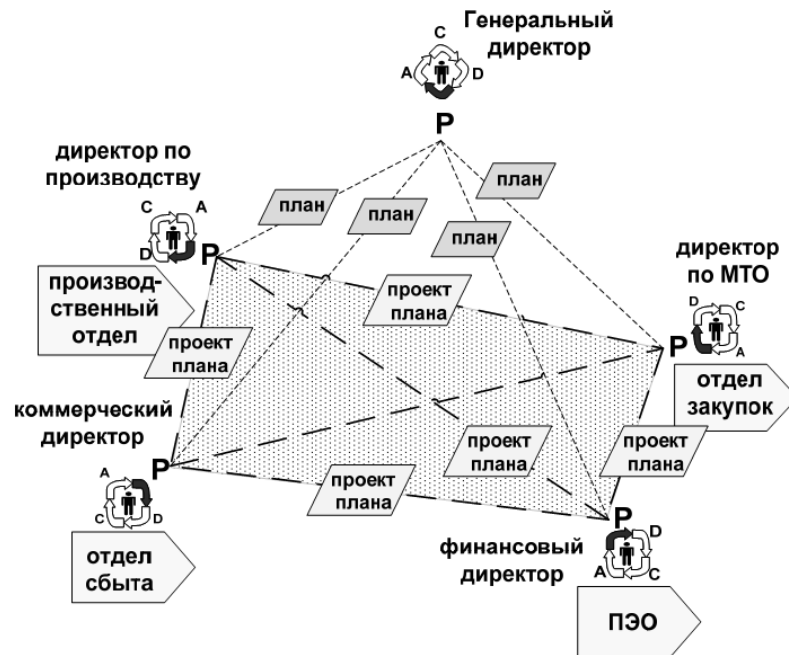 Генеральный
директор
C
A
D
P
директор по
производству
план
план
план
план
C
A
D
P
производ-
ственный
отдел
проект
плана
проект
плана
директор
по МТО
D
C
A
P
отдел
закупок
коммерческий
директор
P
A
C
D
отдел
сбыта
проект
плана
проект
плана
проект
плана
финансовый
директор
P
D
A
C
ПЭО